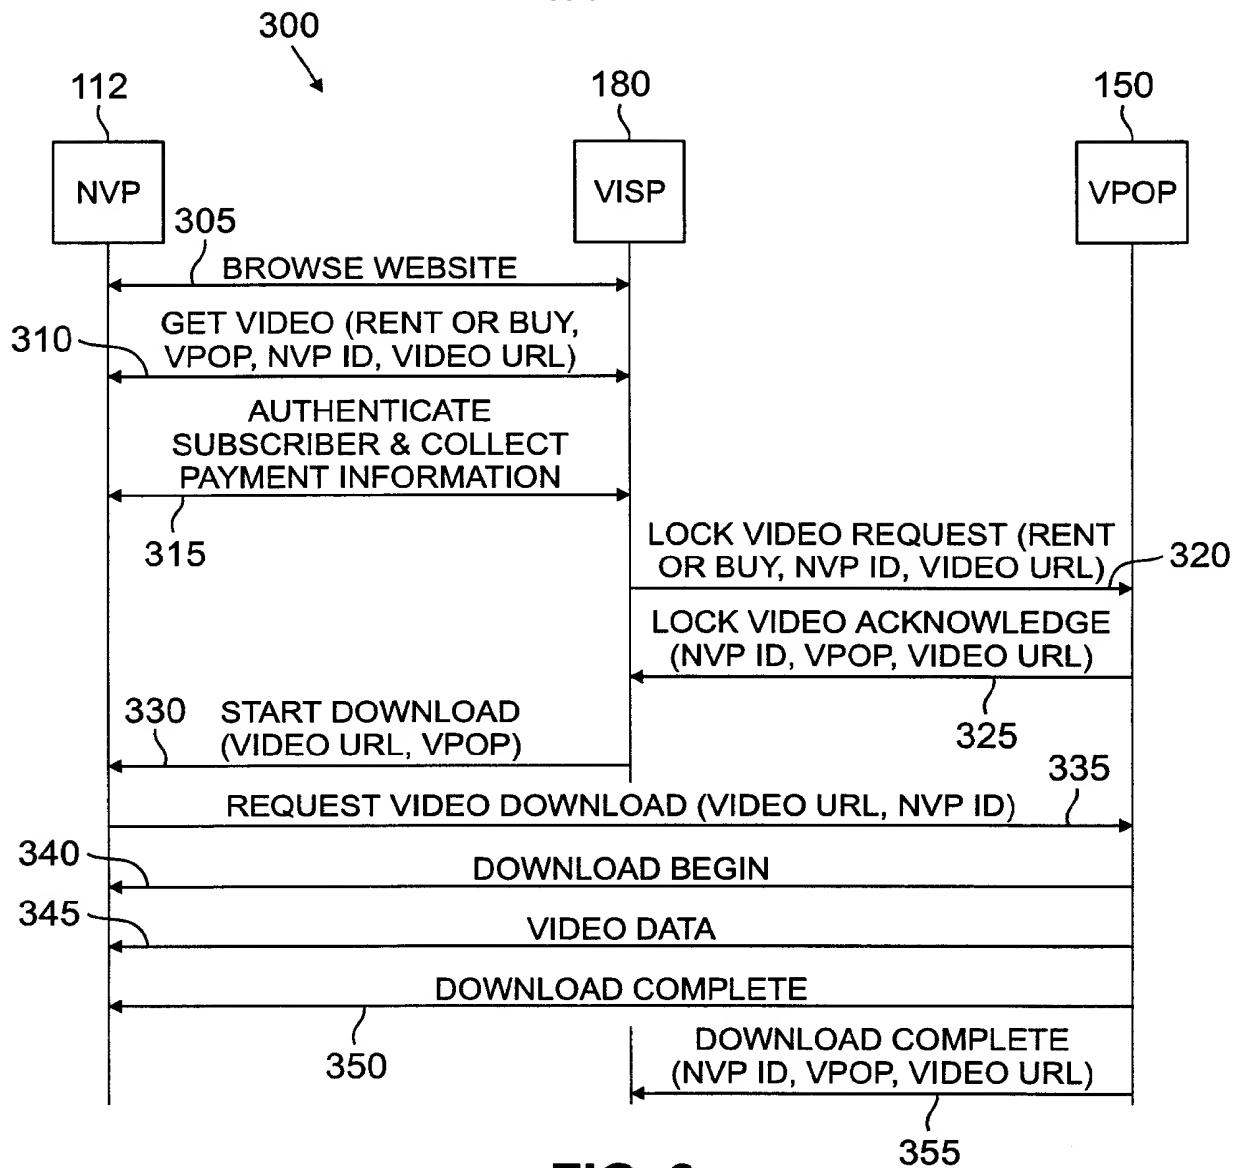 300
112
180
150
NVP
VISP
VPOP
305
BROWSE WEBSITE
310
GET VIDEO (RENT OR BUY,
VPOP, NVP ID, VIDEO URL)
AUTHENTICATE
SUBSCRIBER & COLLECT
PAYMENT INFORMATION
315
LOCK VIDEO REQUEST (RENT
OR BUY, NVP ID, VIDEO URL)
320
LOCK VIDEO ACKNOWLEDGE
(NVP ID, VPOP, VIDEO URL)
325
330
START DOWNLOAD
(VIDEO URL, VPOP)
335
REQUEST VIDEO DOWNLOAD (VIDEO URL, NVP ID)
340
DOWNLOAD BEGIN
345
VIDEO DATA
DOWNLOAD COMPLETE
350
DOWNLOAD COMPLETE
(NVP ID, VPOP, VIDEO URL)
355
FIG.